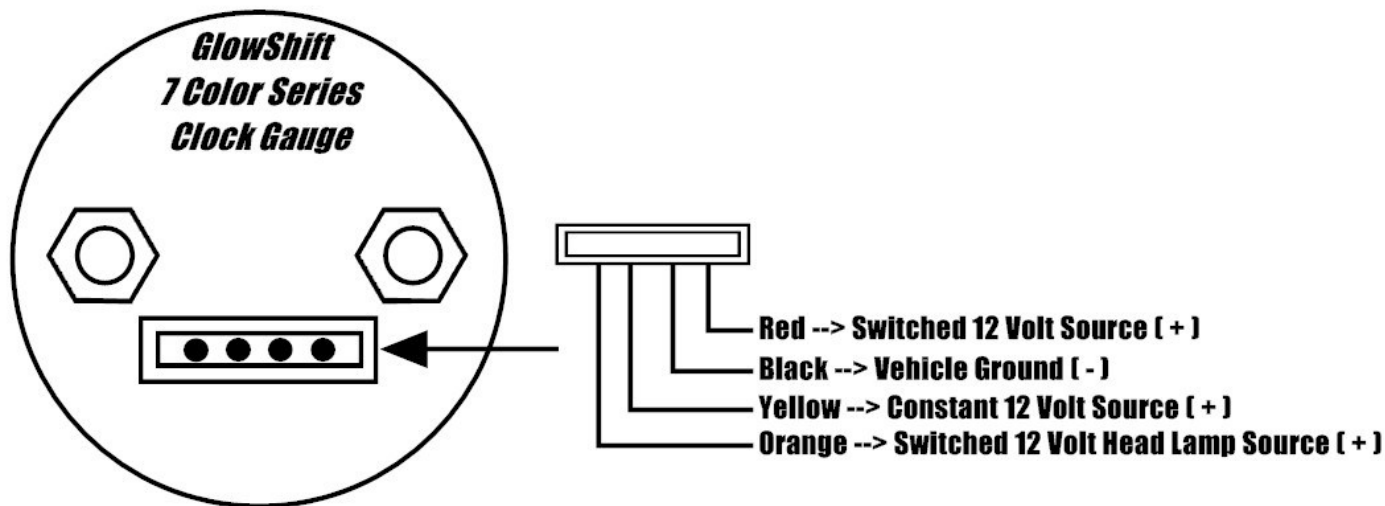 GlowShift
7 Color Series
Clock Gauge
Red --> Switched 12 Volt Source ( + )
Black --> Vehicle Ground ( - )
Yellow --> Constant 12 Volt Source ( + )
Orange --> Switched 12 Volt Head Lamp Source ( + )